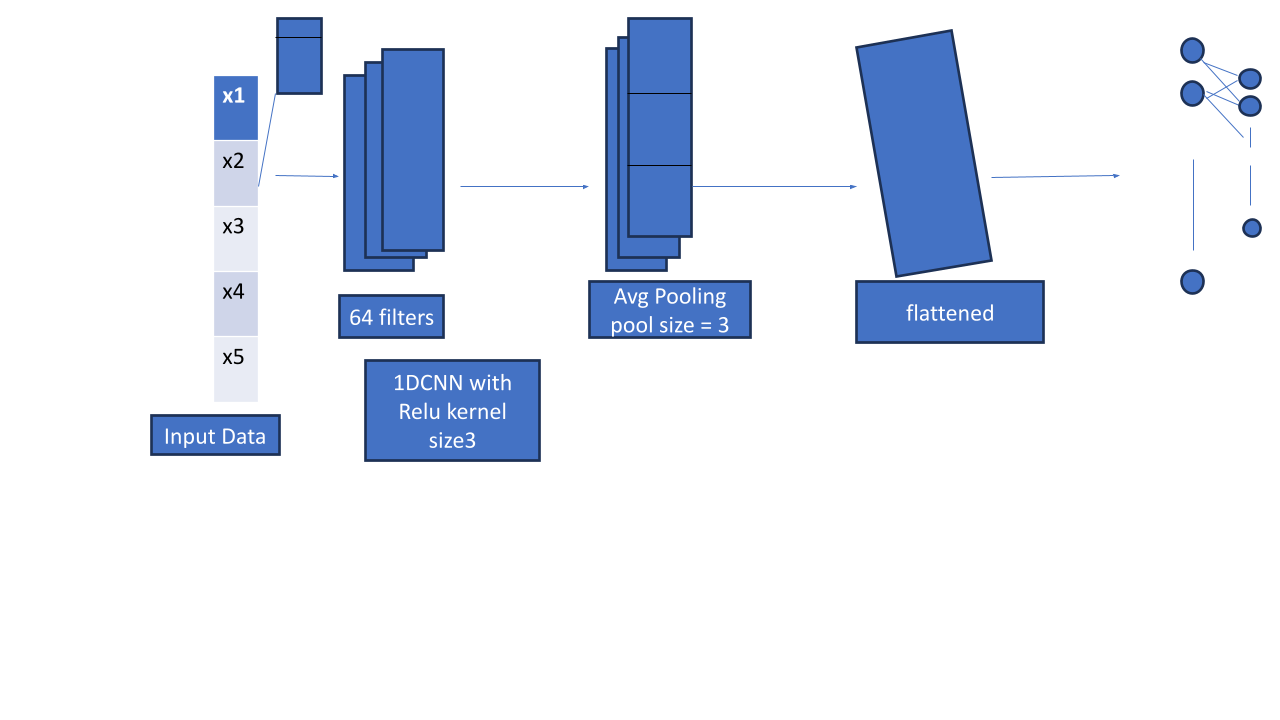 x1
x2
x3
x4
x5
Input Data
64 filters
1DCNN with
Relu kernel
size3
Avg Pooling
pool size = 3
flattened